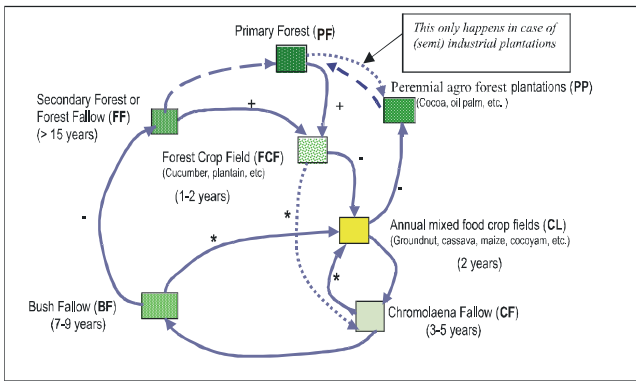 Primary Forest (PF)
This only happens in case of
(semi) industrial plantations
Perennial agro forest plantations (PP)
(Cocoa, oil palm, etc. )
Secondary Forest or
Forest Fallow (FF)
(> 15 years)
+
+
Forest Crop Field (FCF)
(Cucumber, plantain, etc)
(1-2 years)
-
-
-
*
*
*
Annual mixed food crop fields (CL)
(Groundnut, cassava, maize, cocoyam, etc.)
(2 years)
Bush Fallow (BF)
(7-9 years)
Chromolaena Fallow (CF)
(3-5 years)